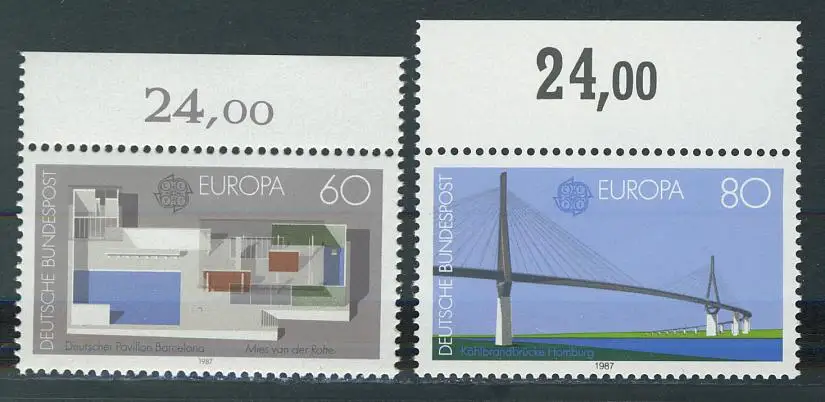 24,00
DEUTSCHE BUNDESPOST
EUROPA 60
Deutscher Pavillon Barcelona Mies van der Rohe
1987
24,00
DEUTSCHE BUNDESPOST
EUROPA 80
Köhlbrandbrücke Hamburg
1987